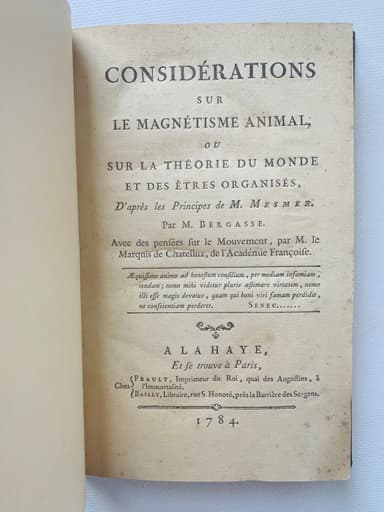 CONSIDÉRATIONS
SUR
LE MAGNÉTISME ANIMAL,
OU
SUR LA THÉORIE DU MONDE
ET DES ÊTRES ORGANISÉS,
D'après les Principes de M. MESMER.
Par M. BERGASSE.
Avec des pensées sur le Mouvement, par M. le
Marquis de Chatellux, de l'Académie Françoise.
Æquissimo animo ad honestum consilium, per mediam infamiam,
tendam; nemo mihi videtur pluris æstimare virtutem, nemo
illi esse magis devotus, quam qui boni viri famam perdidit,
ne conscientiam perderet. SENEC.......
A LA HAYE,
Et se trouve à Paris,
Chez { PRAULT, Imprimeur du Roi, quai des Augustins, à
l'Immortalité.
BAILLY, Libraire, rue S. Honoré, près la Barrière des Sergens.
1784.